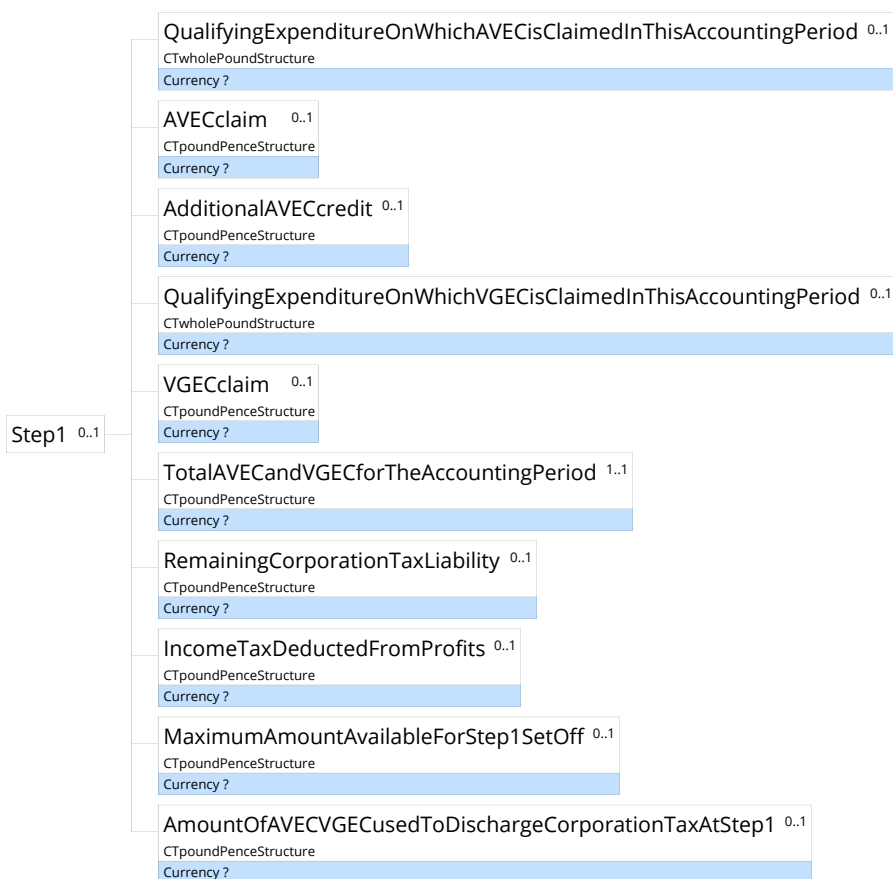 QualifyingExpenditureOnWhichAVECisClaimedInThisAccountingPeriod 0..1
CTwholePoundStructure
Currency ?
AVECclaim 0..1
CTpoundPenceStructure
Currency ?
AdditionalAVECcredit 0..1
CTpoundPenceStructure
Currency ?
QualifyingExpenditureOnWhichVGECisClaimedInThisAccountingPeriod 0..1
CTwholePoundStructure
Currency ?
VGECclaim 0..1
CTpoundPenceStructure
Currency ?
Step1 0..1
TotalAVECandVGECforTheAccountingPeriod 1..1
CTpoundPenceStructure
Currency ?
RemainingCorporationTaxLiability 0..1
CTpoundPenceStructure
Currency ?
IncomeTaxDeductedFromProfits 0..1
CTpoundPenceStructure
Currency ?
MaximumAmountAvailableForStep1SetOff 0..1
CTpoundPenceStructure
Currency ?
AmountOfAVECVGECusedToDischargeCorporationTaxAtStep1 0..1
CTpoundPenceStructure
Currency ?